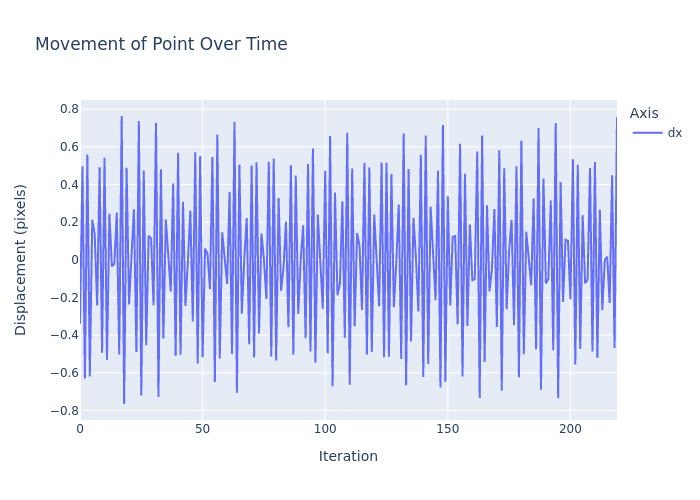 Movement of Point Over Time
Axis
dx
0.8
0.6
0.4
0.2
0
−0.2
−0.4
−0.6
−0.8
Displacement (pixels)
0 50 100 150 200
Iteration